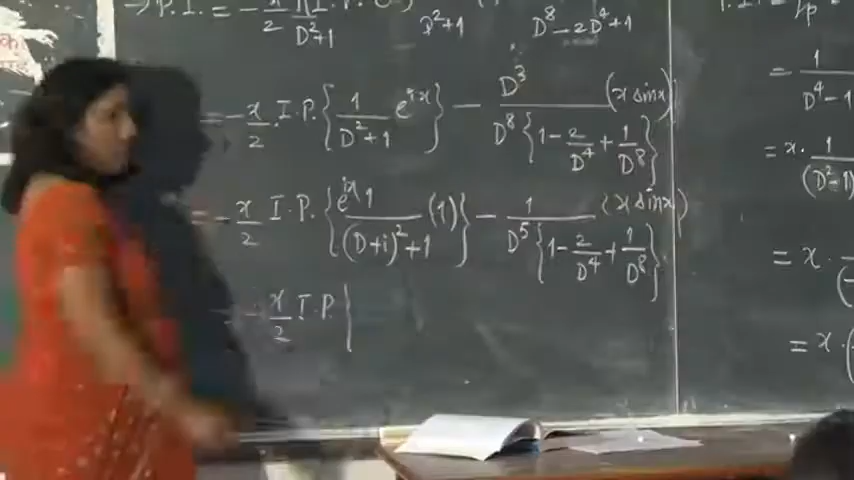 D²+1 D²+1 D⁸-2D⁴+1
= -x/2 . I.P. {1/(D²+1) e^{ix}} - D³/(D⁸{1-2/D⁴+1/D⁸}) (x sinx)
= -x/2 I.P. {e^{ix} 1/((D+i)²+1) (1)} - 1/(D⁵{1-2/D⁴+1/D⁸}) (x sinx)
- x/2 I.P. {
= 1/(D⁴-1
= x. 1/(D²-1)
= x.
= x.